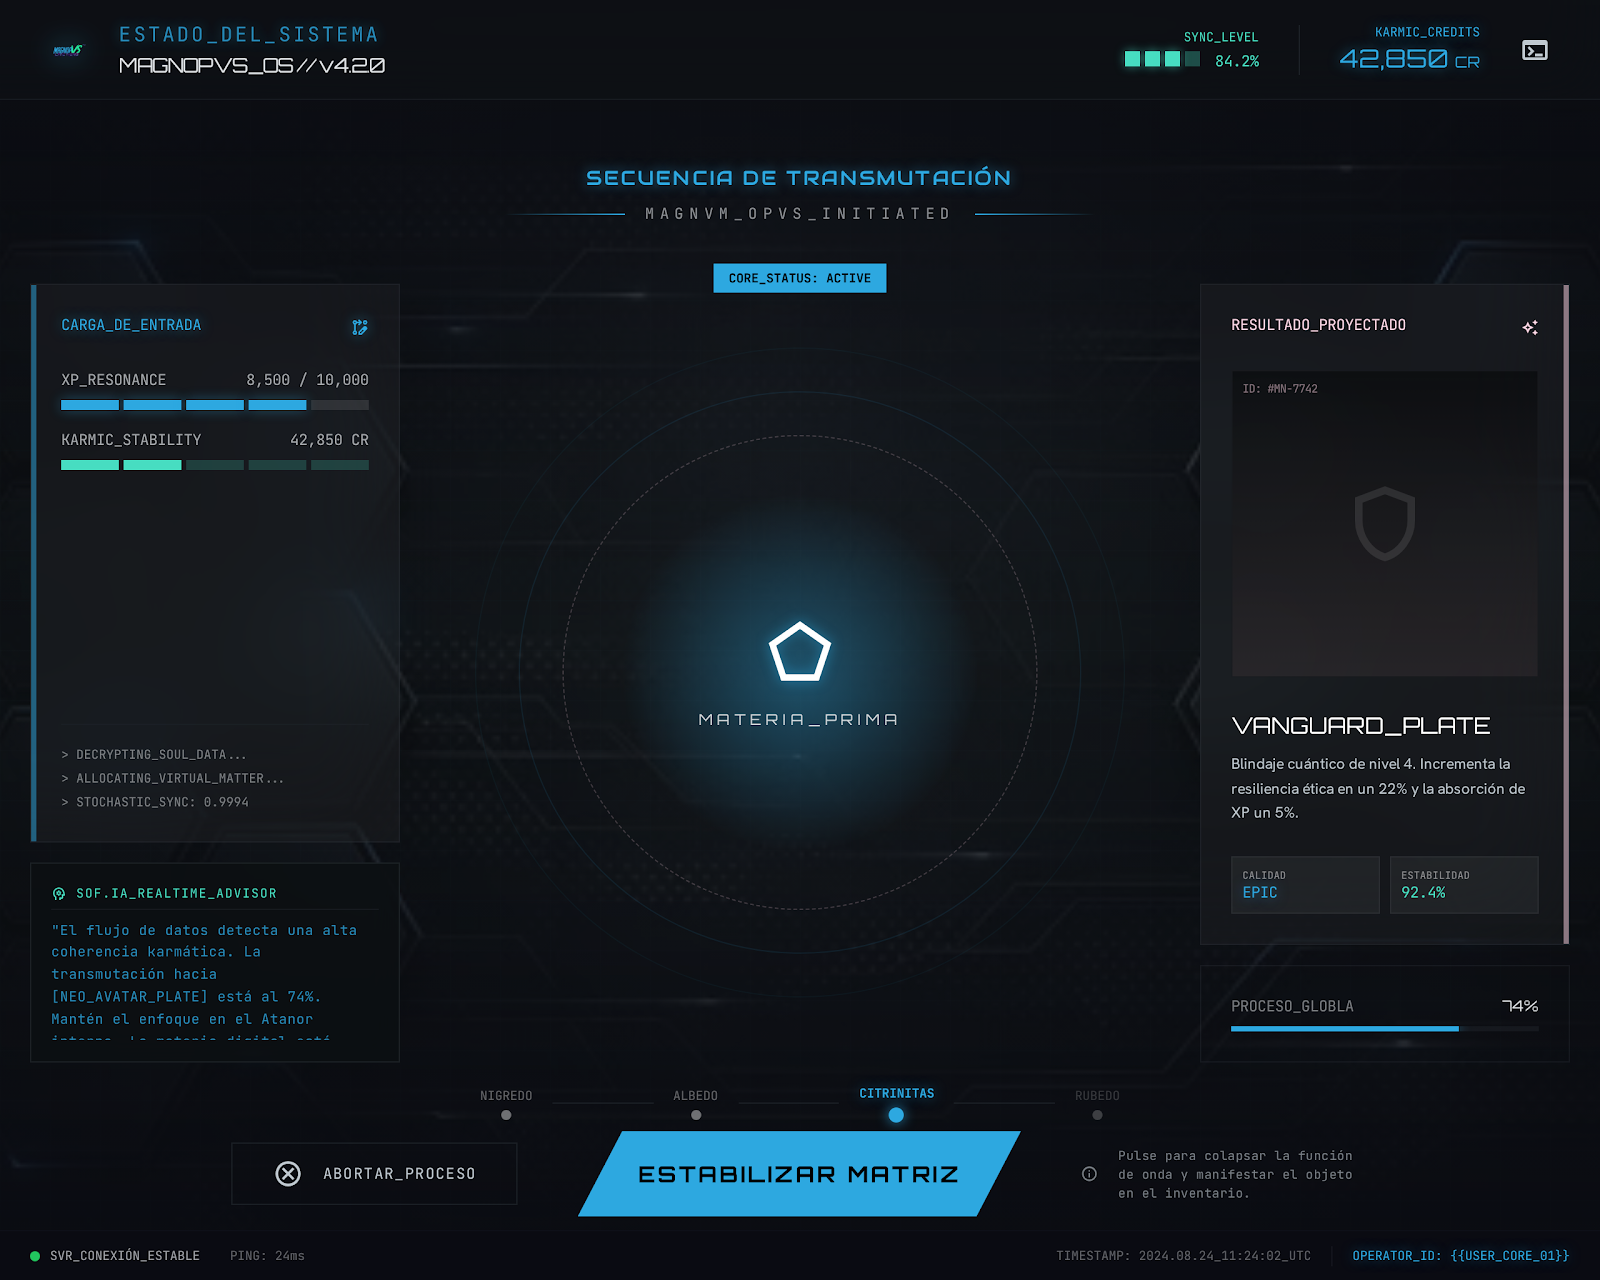 MAGNOPVS
ESTADO_DEL_SISTEMA
MAGNOPVS_OS//v4.20
SYNC_LEVEL
84.2%
KARMIC_CREDITS
42,850 CR
SECUENCIA DE TRANSMUTACIÓN
MAGNVM_OPVS_INITIATED
CORE_STATUS: ACTIVE
CARGA_DE_ENTRADA
XP_RESONANCE 8,500 / 10,000
KARMIC_STABILITY 42,850 CR
> DECRYPTING_SOUL_DATA...
> ALLOCATING_VIRTUAL_MATTER...
> STOCHASTIC_SYNC: 0.9994
SOF.IA_REALTIME_ADVISOR
"El flujo de datos detecta una alta
coherencia karmática. La
transmutación hacia
[NEO_AVATAR_PLATE] está al 74%.
Mantén el enfoque en el Atanor
interno. La materia digital está
MATERIA_PRIMA
RESULTADO_PROYECTADO
ID: #MN-7742
VANGUARD_PLATE
Blindaje cuántico de nivel 4. Incrementa la
resiliencia ética en un 22% y la absorción de
XP un 5%.
CALIDAD
EPIC
ESTABILIDAD
92.4%
PROCESO_GLOBLA 74%
NIGREDO
ALBEDO
CITRINITAS
RUBEDO
ABORTAR_PROCESO
ESTABILIZAR MATRIZ
Pulse para colapsar la función
de onda y manifestar el objeto
en el inventario.
SVR_CONEXIÓN_ESTABLE
PING: 24ms
TIMESTAMP: 2024.08.24_11:24:02_UTC
OPERATOR_ID: {{USER_CORE_01}}